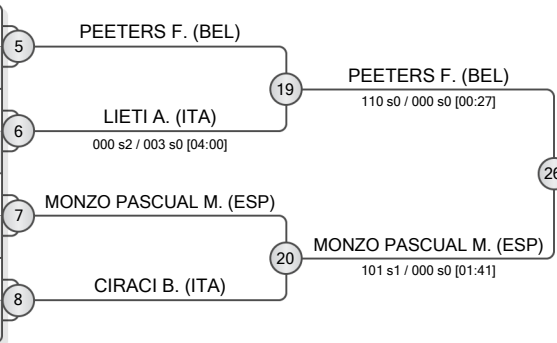 PEETERS F. (BEL)
5
19
PEETERS F. (BEL)
110 s0 / 000 s0 [00:27]
LIETI A. (ITA)
6
000 s2 / 003 s0 [04:00]
26
MONZO PASCUAL M. (ESP)
7
20
MONZO PASCUAL M. (ESP)
101 s1 / 000 s0 [01:41]
CIRACI B. (ITA)
8